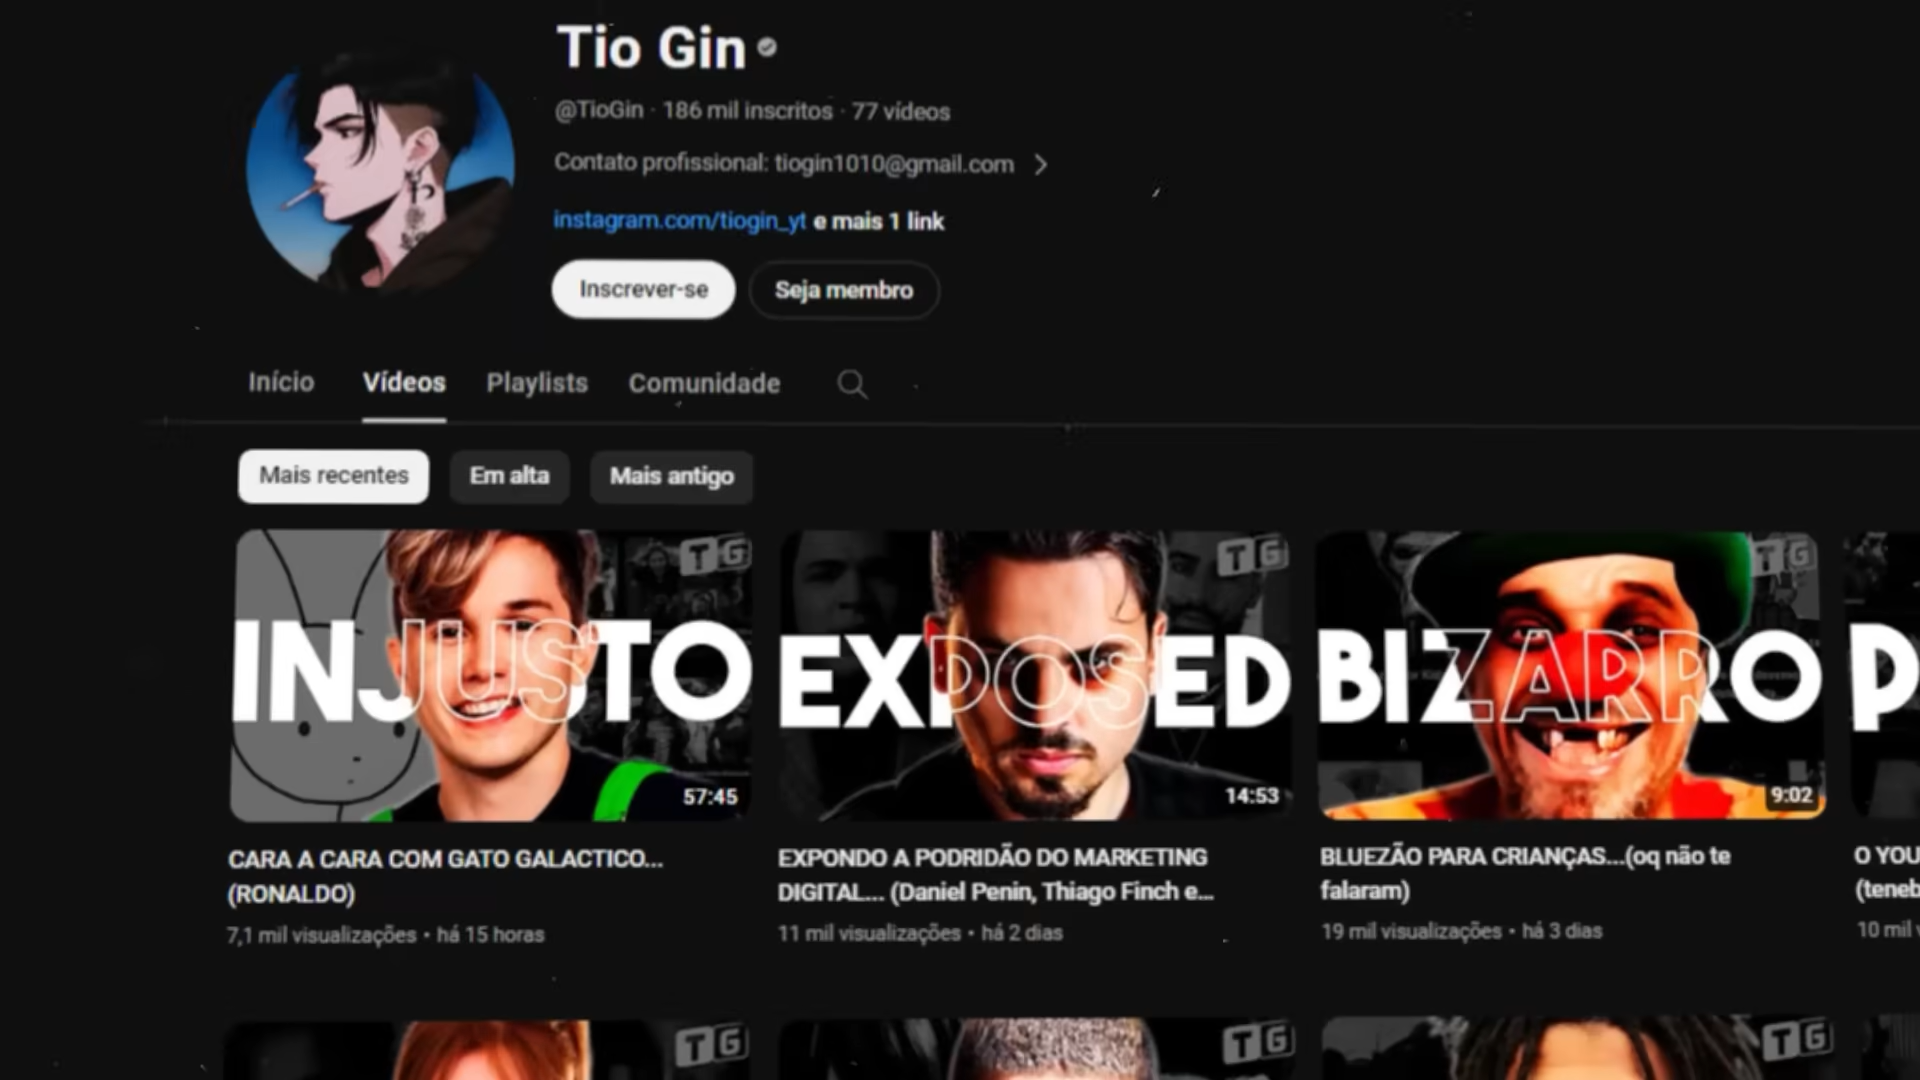 Tio Gin
@TioGin · 186 mil inscritos · 77 vídeos
Contato profissional: tiogin1010@gmail.com
instagram.com/tiogin_yt e mais 1 link
Inscrever-se Seja membro
Início Vídeos Playlists Comunidade
Mais recentes Em alta Mais antigo
TG TG TG
INJUSTO EXPOSED BIZARRO P
57:45 14:53 9:02
CARA A CARA COM GATO GALACTICO...
(RONALDO)
7,1 mil visualizações • há 15 horas
EXPONDO A PODRIDÃO DO MARKETING
DIGITAL... (Daniel Penin, Thiago Finch e...
11 mil visualizações • há 2 dias
BLUEZÃO PARA CRIANÇAS...(oq não te
falaram)
19 mil visualizações • há 3 dias
O YOU
(teneb
10 mil
TG TG TG